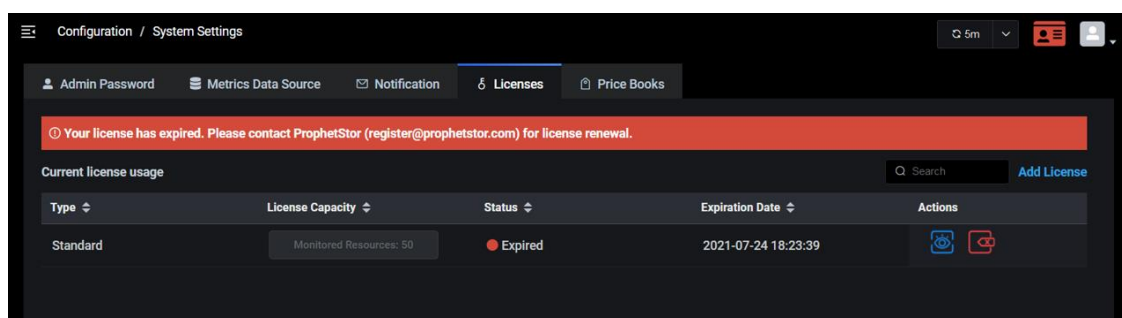 Configuration / System Settings
5m
Admin Password Metrics Data Source Notification Licenses Price Books
Your license has expired. Please contact ProphetStor (register@prophetstor.com) for license renewal.
Current license usage Search Add License
Type License Capacity Status Expiration Date Actions
Standard Monitored Resources: 50 Expired 2021-07-24 18:23:39